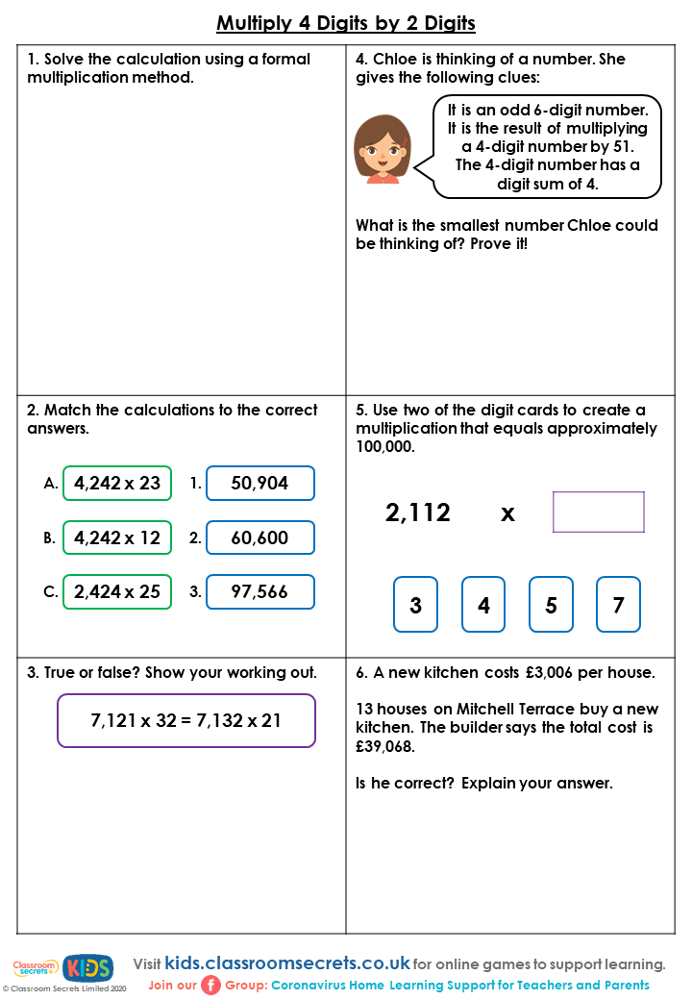 Multiply 4 Digits by 2 Digits
1. Solve the calculation using a formal
multiplication method.
4. Chloe is thinking of a number. She
gives the following clues:
It is an odd 6-digit number.
It is the result of multiplying
a 4-digit number by 51.
The 4-digit number has a
digit sum of 4.
What is the smallest number Chloe could
be thinking of? Prove it!
2. Match the calculations to the correct
answers.
A. 4,242 x 23 1. 50,904
B. 4,242 x 12 2. 60,600
C. 2,424 x 25 3. 97,566
5. Use two of the digit cards to create a
multiplication that equals approximately
100,000.
2,112 x
3 4 5 7
3. True or false? Show your working out.
7,121 x 32 = 7,132 x 21
6. A new kitchen costs £3,006 per house.
13 houses on Mitchell Terrace buy a new
kitchen. The builder says the total cost is
£39,068.
Is he correct? Explain your answer.
Classroom
Secrets
KIDS
© Classroom Secrets Limited 2020
Visit kids.classroomsecrets.co.uk for online games to support learning.
Join our f Group: Coronavirus Home Learning Support for Teachers and Parents